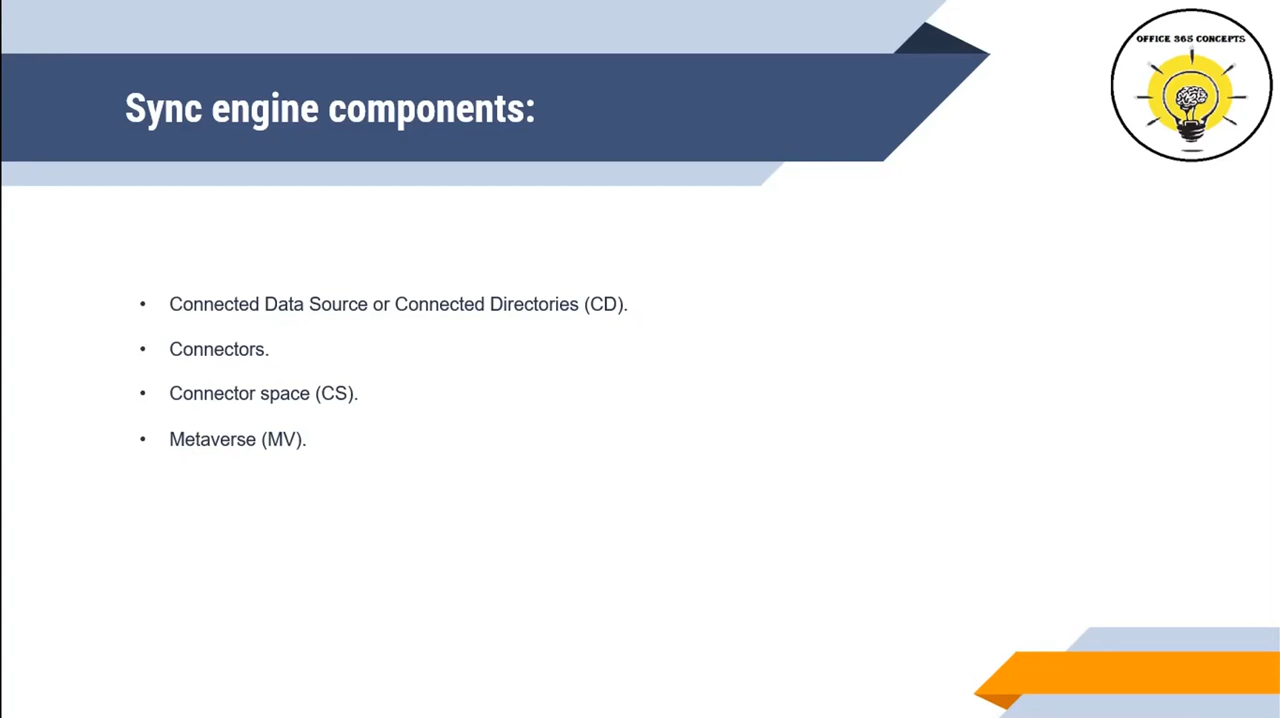 OFFICE 365 CONCEPTS
Sync engine components:
• Connected Data Source or Connected Directories (CD).
• Connectors.
• Connector space (CS).
• Metaverse (MV).